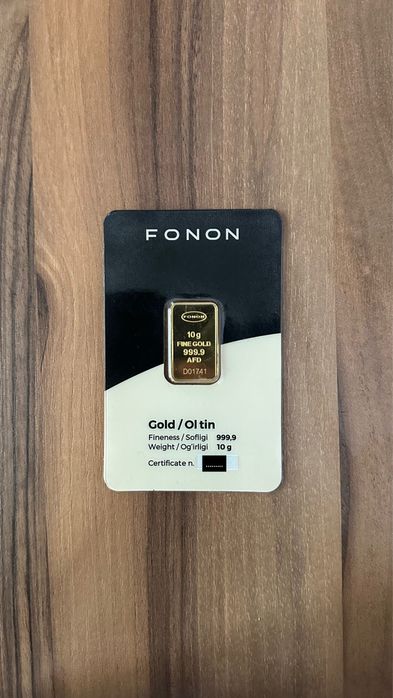 FONON
FONON
10 g
FINE GOLD
999.9
AFD
D01741
Gold / Ol tin
Fineness / Sofligi 999,9
Weight / Og'irligi 10 g
Certificate n.